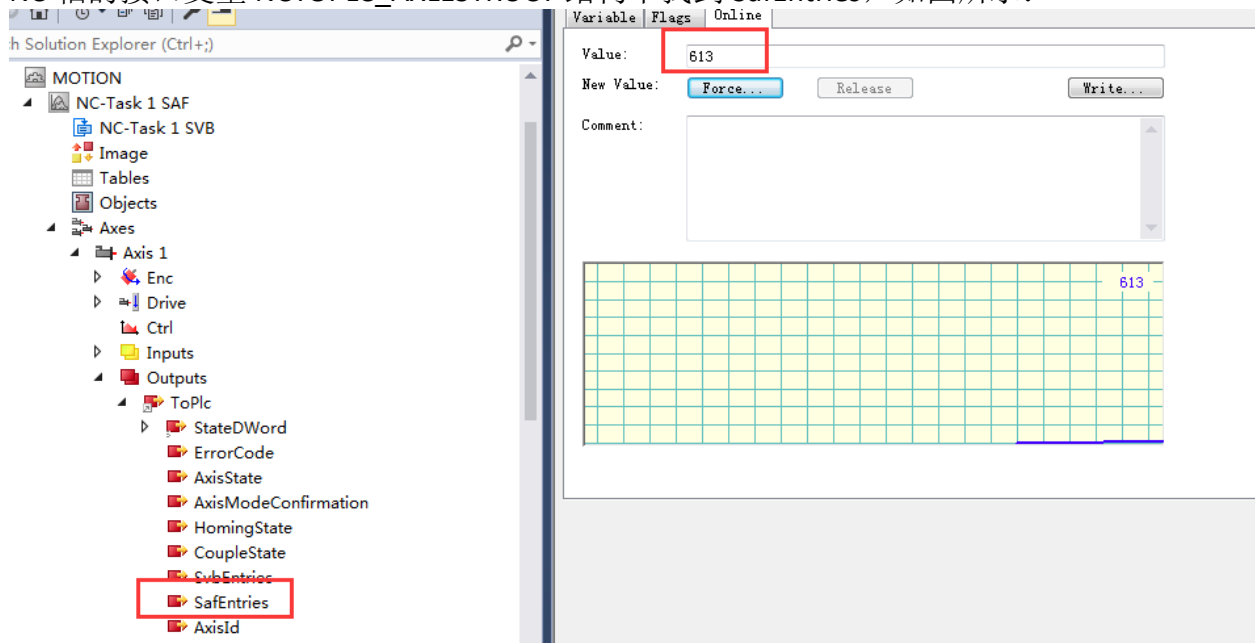 Variable Flags Online
h Solution Explorer (Ctrl+;)
MOTION
NC-Task 1 SAF
NC-Task 1 SVB
Image
Tables
Objects
Axes
Axis 1
Enc
Drive
Ctrl
Inputs
Outputs
ToPlc
StateDWord
ErrorCode
AxisState
AxisModeConfirmation
HomingState
CoupleState
SvbEntries
SafEntries
AxisId
Value: 613
New Value: Force... Release Write...
Comment:
613